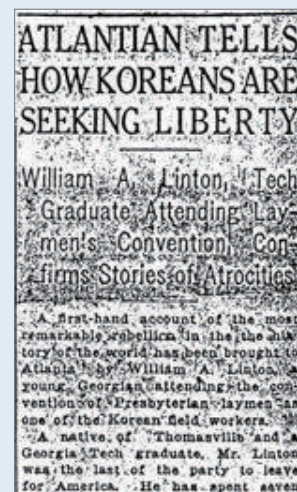 ATLANTIAN TELLS
HOW KOREANS ARE
SEEKING LIBERTY
William A. Linton, Tech
Graduate Attending Lay-
men's Convention, Con-
firms Stories of Atrocities
A first-hand account of the most
remarkable rebellion in the the his-
tory of the world has been brought to
Atlanta by William A. Linton, a
young Georgian attending the con-
vention of Presbyterian laymen as
one of the Korean field workers.
A native of Thomasville and a
Georgia Tech graduate, Mr. Linton
was the last of the party to leave
for America. He has spent seven